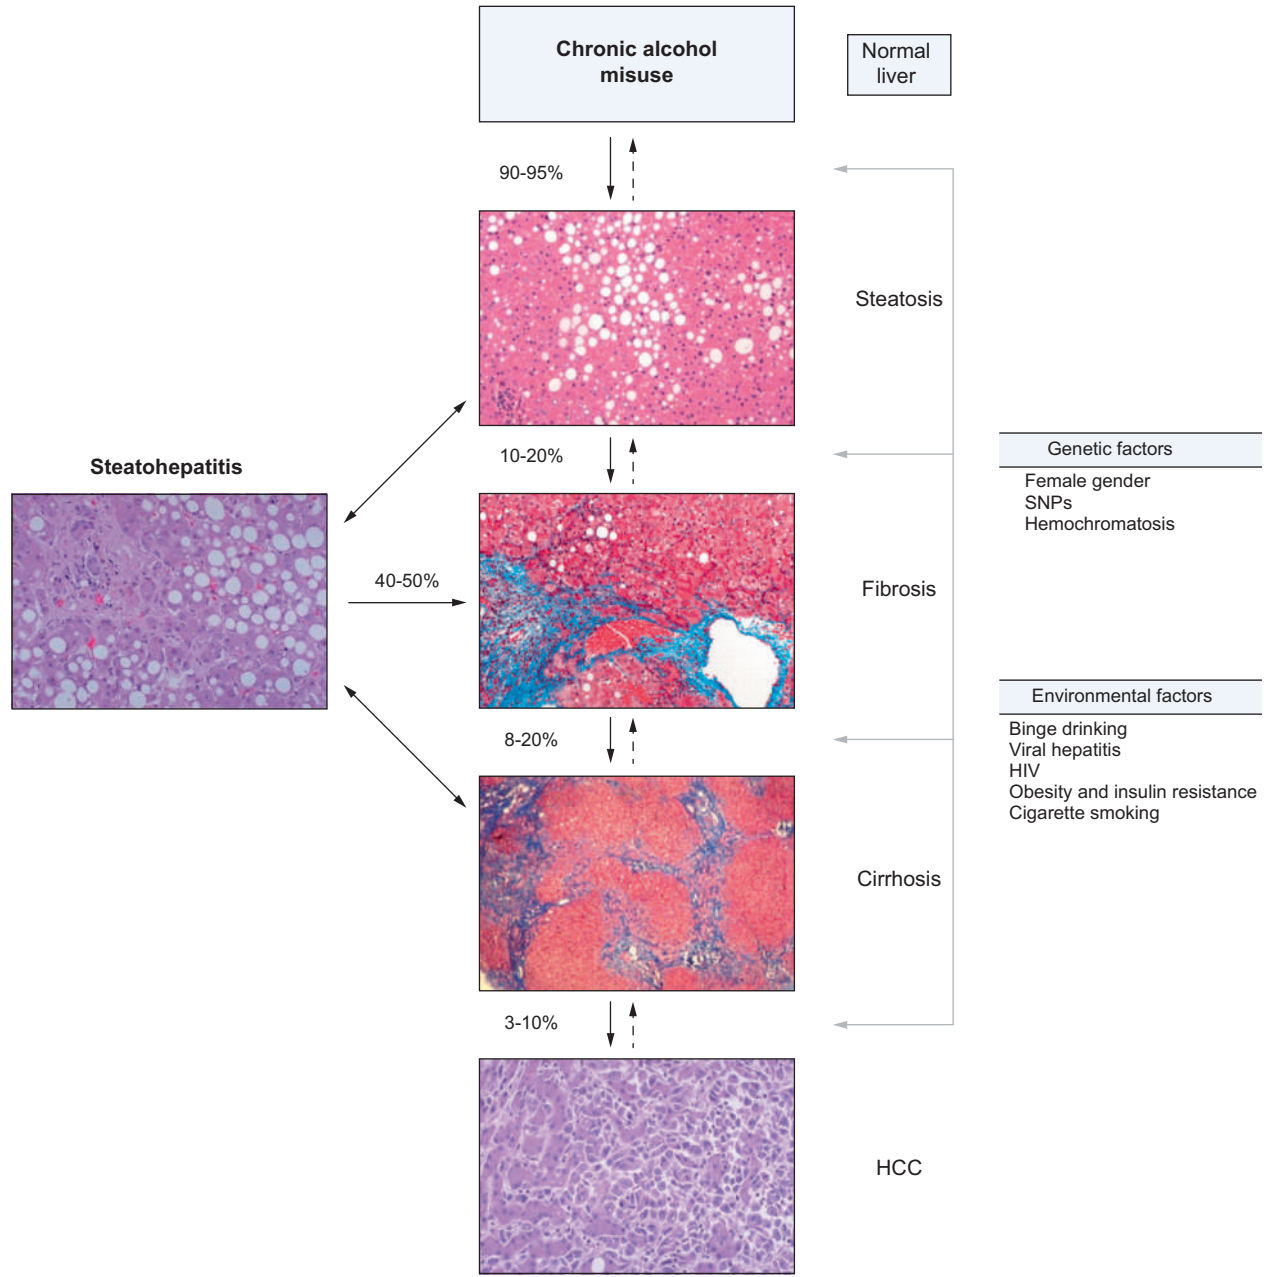 Chronic alcohol
misuse
Normal
liver
90-95%
Steatosis
10-20%
Steatohepatitis
40-50%
Fibrosis
8-20%
Cirrhosis
3-10%
HCC
Genetic factors
Female gender
SNPs
Hemochromatosis
Environmental factors
Binge drinking
Viral hepatitis
HIV
Obesity and insulin resistance
Cigarette smoking